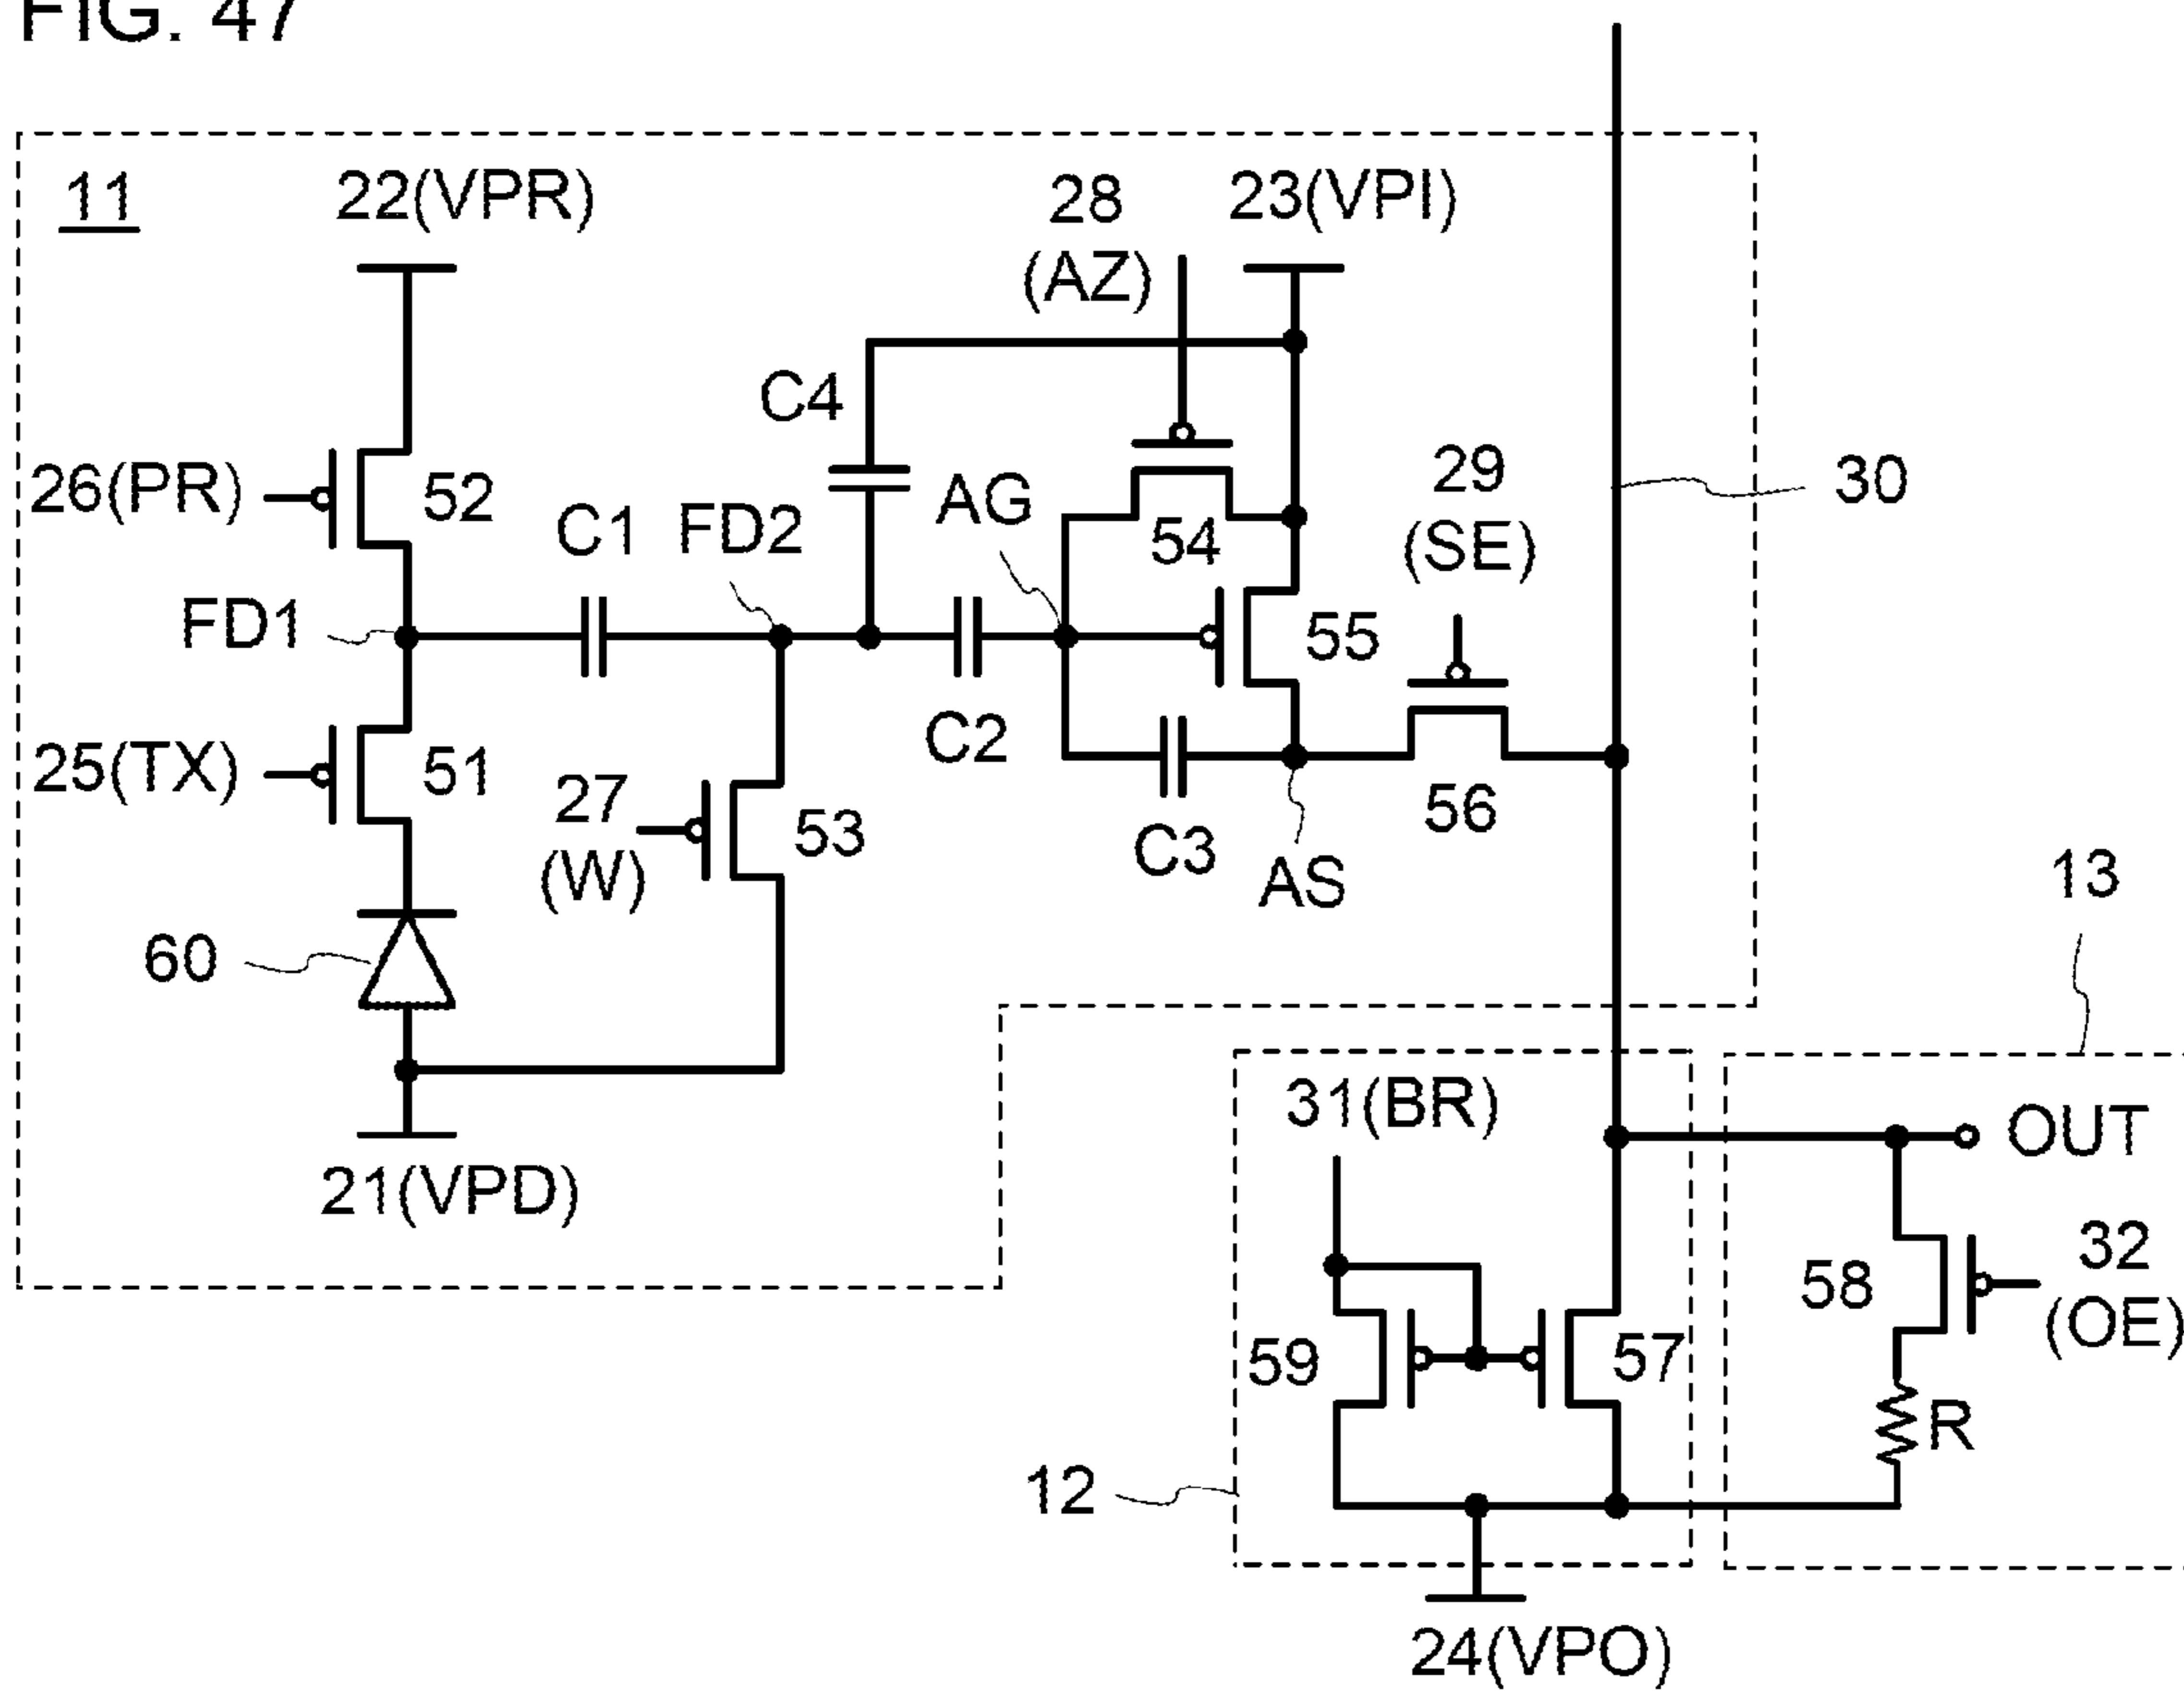 FIG. 47
11
22(VPR)
28
(AZ)
23(VPI)
C4
26(PR)
52
C1
FD2
AG
54
29
(SE)
30
FD1
55
25(TX)
51
C2
27
(W)
53
C3
AS
56
60
13
21(VPD)
31(BR)
OUT
58
32
(OE)
59
57
R
12
24(VPO)